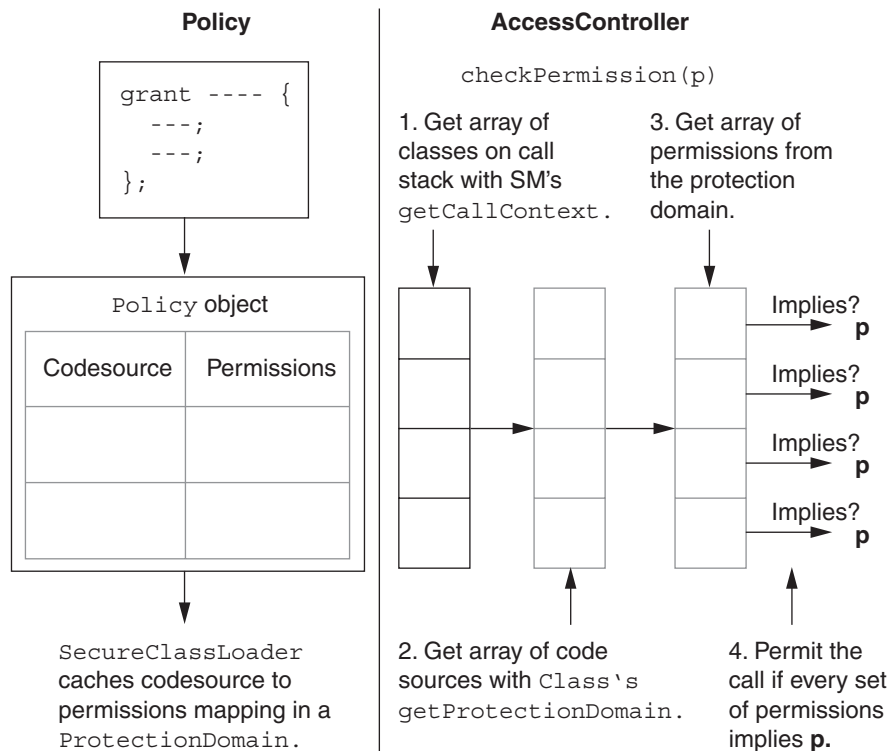 Policy
grant ---- {
---;
---;
};
Policy object
Codesource Permissions
SecureClassLoader
caches codesource to
permissions mapping in a
ProtectionDomain.
AccessController
checkPermission(p)
1. Get array of
classes on call
stack with SM's
getCallContext.
3. Get array of
permissions from
the protection
domain.
Implies?
p
Implies?
p
Implies?
p
Implies?
p
2. Get array of code
sources with Class‘s
getProtectionDomain.
4. Permit the
call if every set
of permissions
implies p.